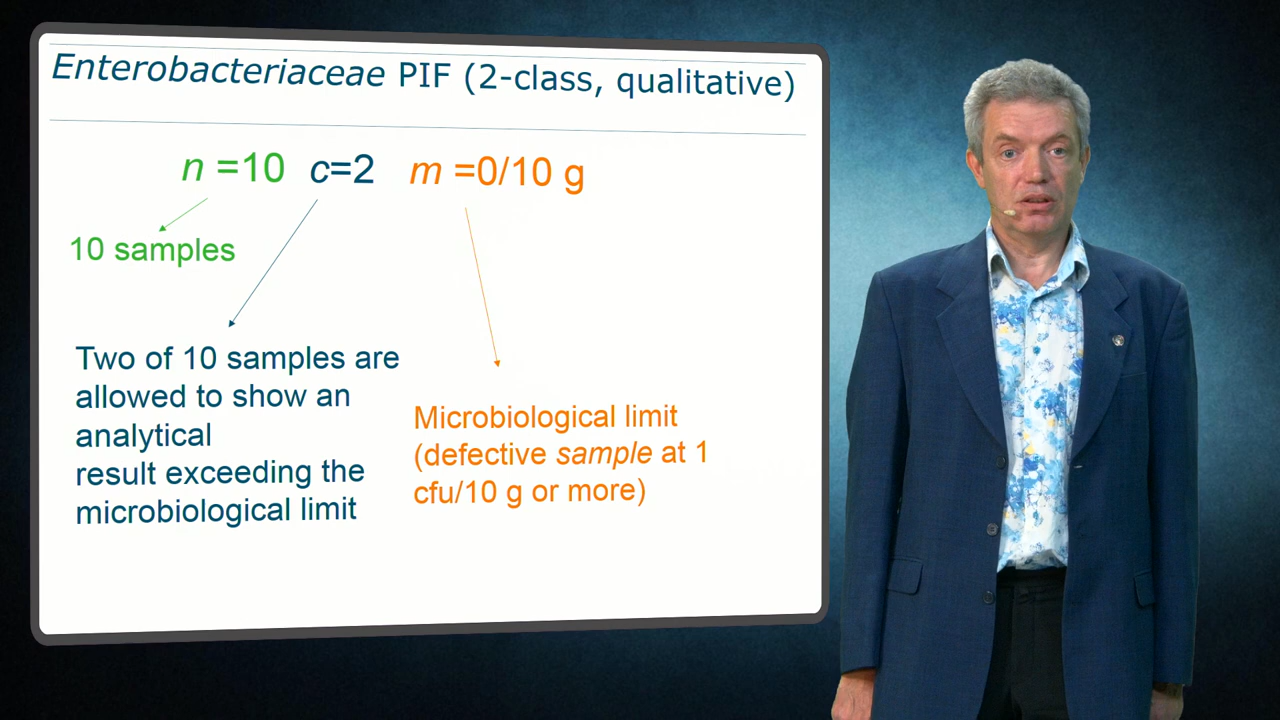 Enterobacteriaceae PIF (2-class, qualitative)
n =10 c=2 m =0/10 g
10 samples
Two of 10 samples are
allowed to show an
analytical
result exceeding the
microbiological limit
Microbiological limit
(defective sample at 1
cfu/10 g or more)